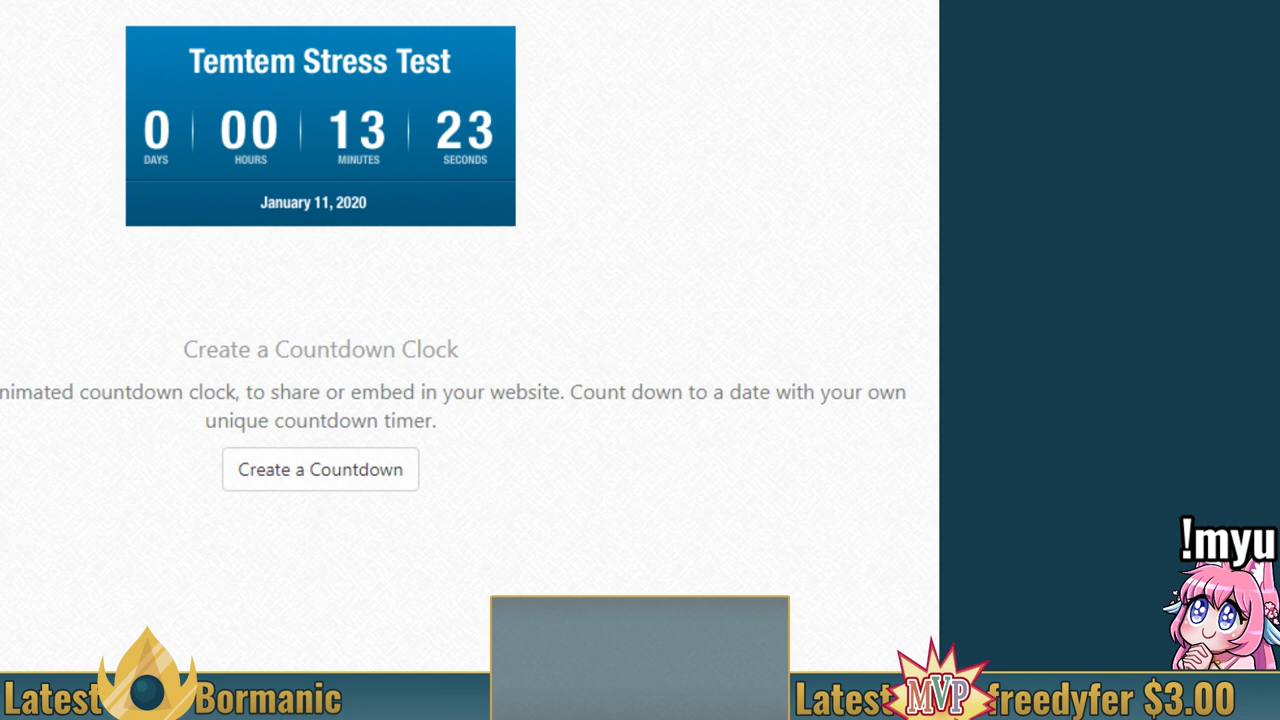 Temtem Stress Test
0 00 13 23
DAYS HOURS MINUTES SECONDS
January 11, 2020
Create a Countdown Clock
nimated countdown clock, to share or embed in your website. Count down to a date with your own
unique countdown timer.
Create a Countdown
!myu
Latest Bormanic
Latest MVP freedyfer $3.00